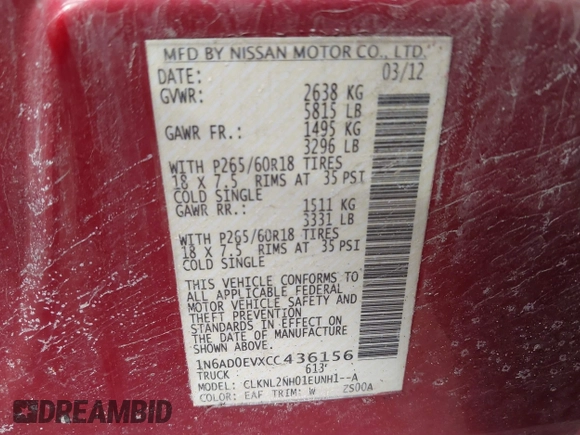 MFD BY NISSAN MOTOR CO., LTD.
DATE: 03/12
GVWR: 2638 KG
5815 LB
GAWR FR.: 1495 KG
3296 LB
WITH P265/60R18 TIRES
18 X 7.5 RIMS AT 35 PSI
COLD SINGLE
GAWR RR.: 1511 KG
3331 LB
WITH P265/60R18 TIRES
18 X 7.5 RIMS AT 35 PSI
COLD SINGLE
THIS VEHICLE CONFORMS TO
ALL APPLICABLE FEDERAL
MOTOR VEHICLE SAFETY AND
THEFT PREVENTION
STANDARDS IN EFFECT ON
THE DATE OF MANUFACTURE
SHOWN ABOVE
1N6AD0EVXCC436156
TRUCK 613'
MODEL: CLKNL2NH01EUNH1--A
COLOR: EAF TRIM: W ZS00A
DREAMBID